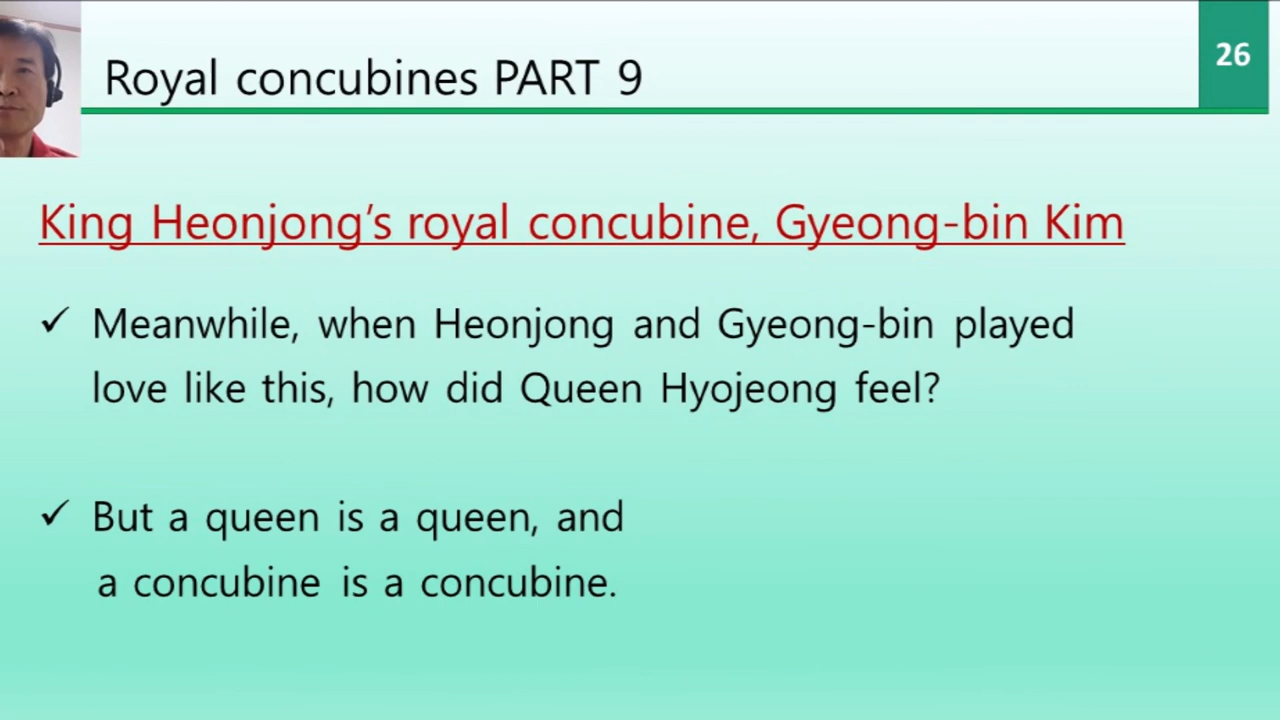 Royal concubines PART 9
26
King Heonjong’s royal concubine, Gyeong-bin Kim
✓ Meanwhile, when Heonjong and Gyeong-bin played
love like this, how did Queen Hyojeong feel?
✓ But a queen is a queen, and
a concubine is a concubine.